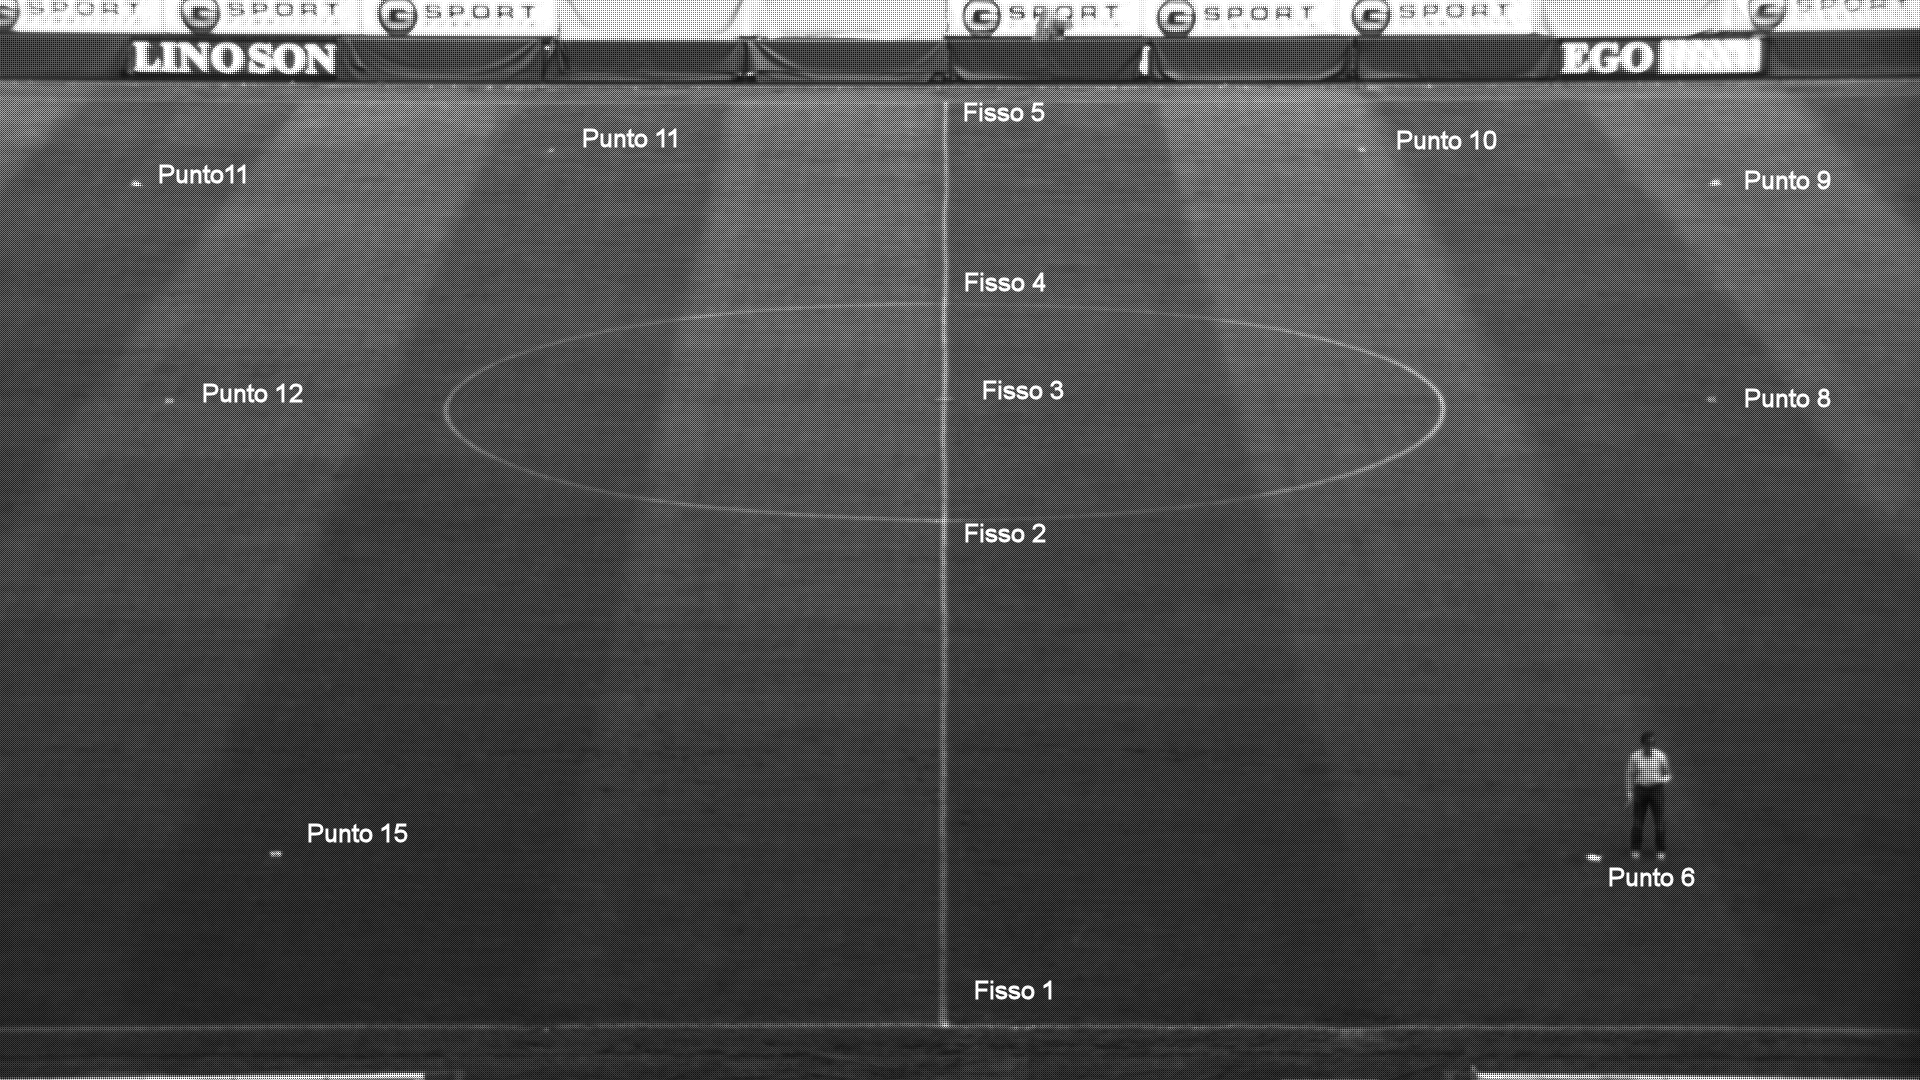 SPORT
SPORT
SPORT
SPORT
SPORT
SPORT
SPORT
LINOSON
EGO
Fisso 5
Punto 11
Punto 10
Punto11
Punto 9
Fisso 4
Punto 12
Fisso 3
Punto 8
Fisso 2
Punto 15
Punto 6
Fisso 1